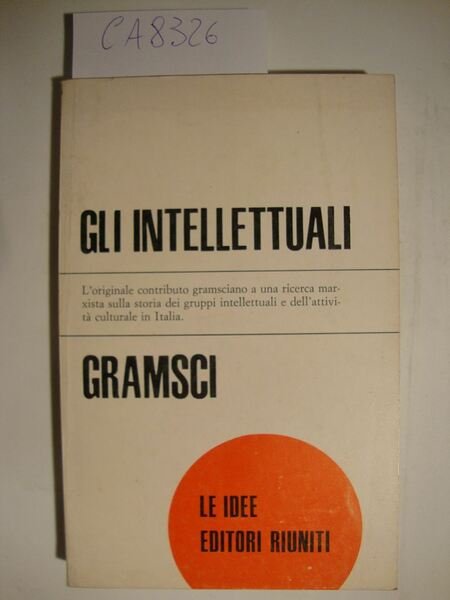 CA8326
GLI INTELLETTUALI
L'originale contributo gramsciano a una ricerca mar-
xista sulla storia dei gruppi intellettuali e dell'attivi-
tà culturale in Italia.
GRAMSCI
LE IDEE
EDITORI RIUNITI